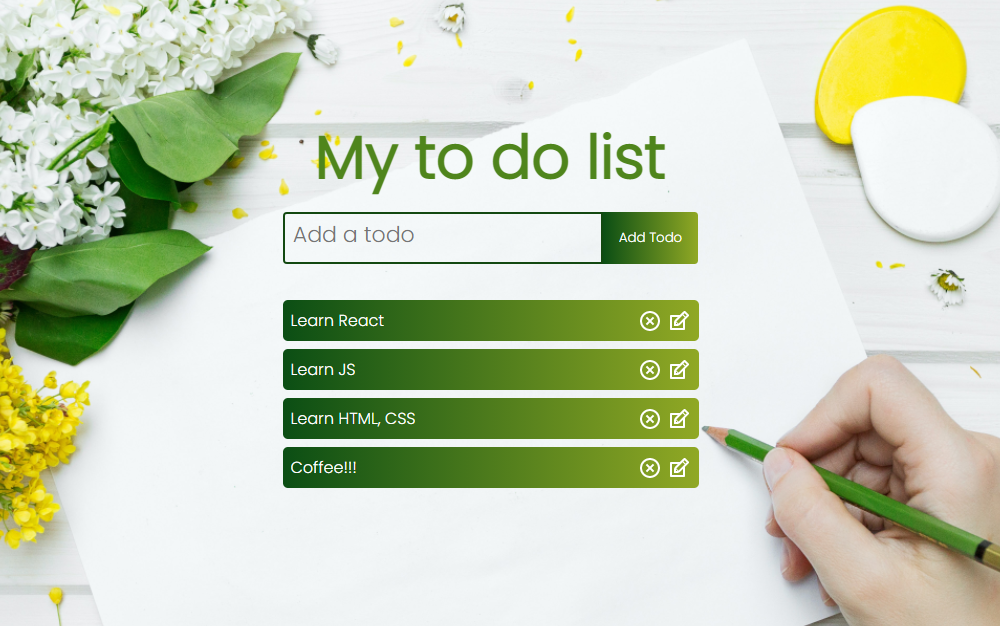 My to do list
Add a todo
Add Todo
Learn React
Learn JS
Learn HTML, CSS
Coffee!!!